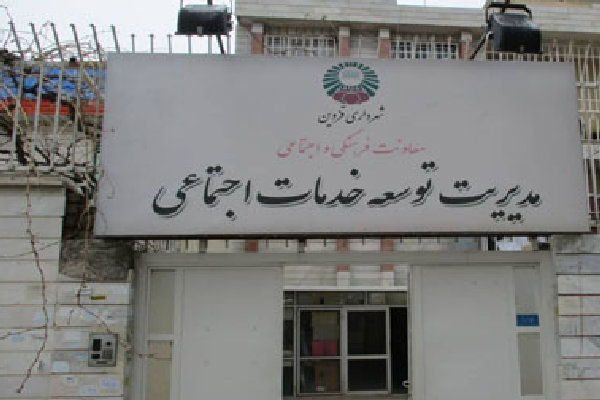 شهرداری قزوین
معاونت فرهنگی و اجتماعی
مدیریت توسعه خدمات اجتماعی